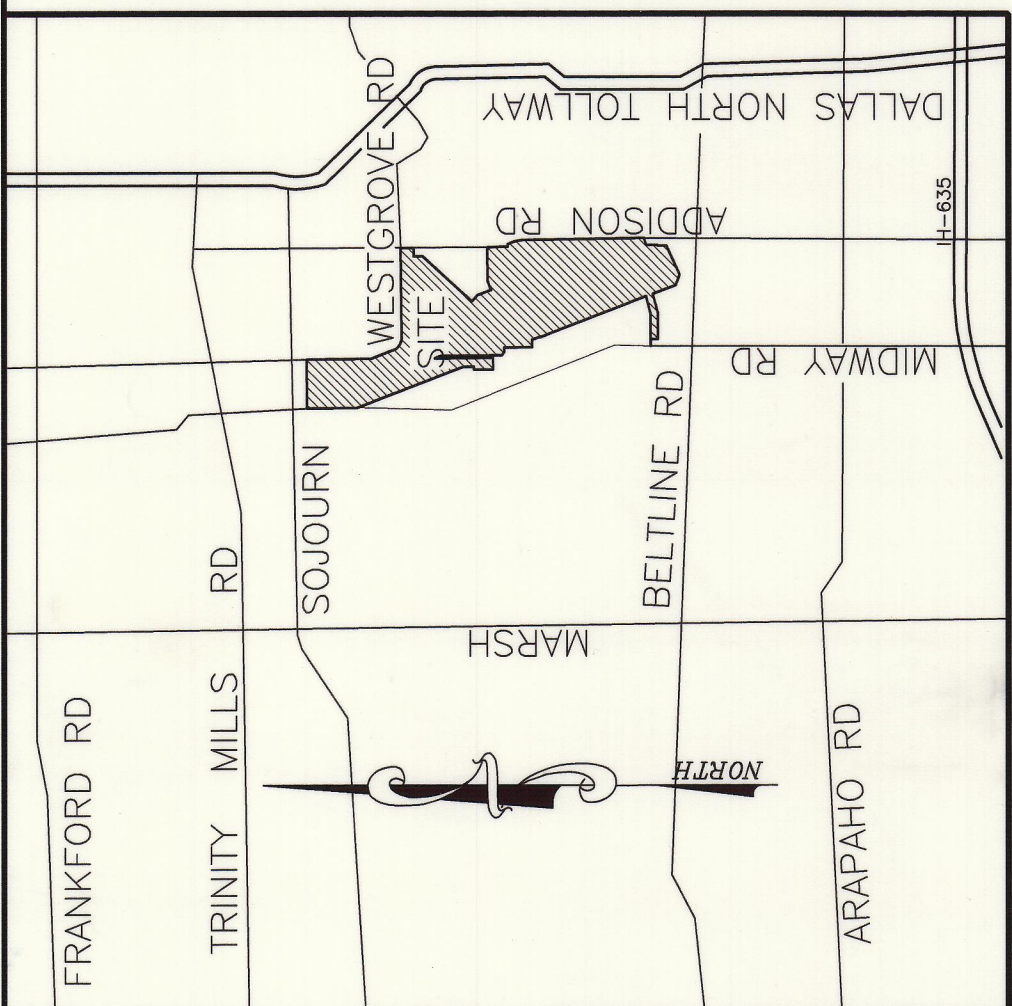 DALLAS NORTH TOLLWAY
WESTGROVE RD
IH-635
ADDISON RD
SITE
MIDWAY RD
BELTLINE RD
SOJOURN
TRINITY MILLS RD
MARSH
FRANKFORD RD
NORTH
ARAPAHO RD